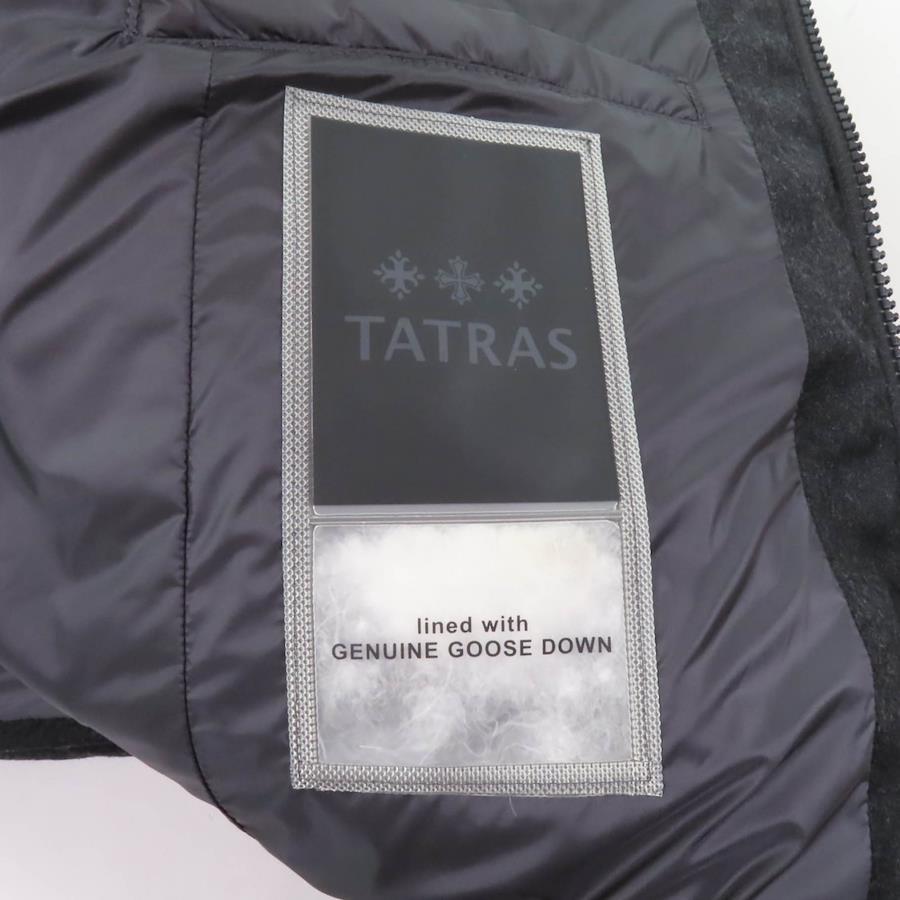 TATRAS
lined with
GENUINE GOOSE DOWN